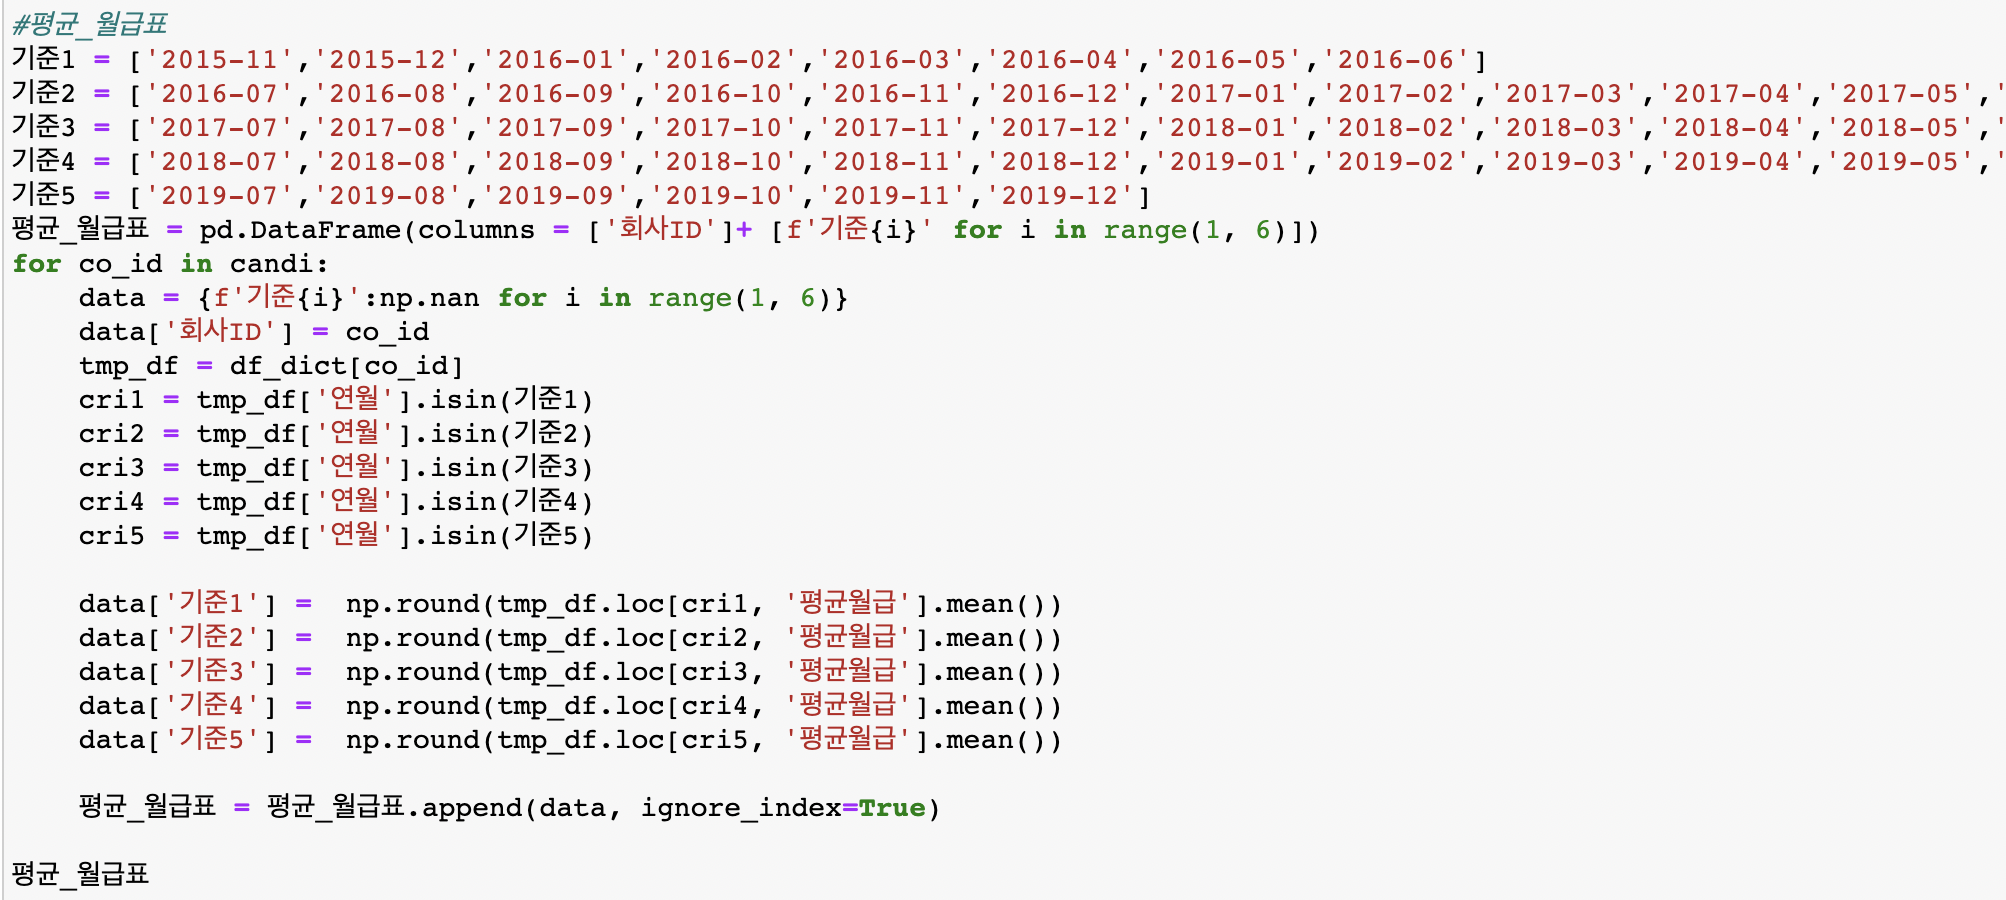 #평균_월급표
기준1 = ['2015-11','2015-12','2016-01','2016-02','2016-03','2016-04','2016-05','2016-06']
기준2 = ['2016-07','2016-08','2016-09','2016-10','2016-11','2016-12','2017-01','2017-02','2017-03','2017-04','2017-05','
기준3 = ['2017-07','2017-08','2017-09','2017-10','2017-11','2017-12','2018-01','2018-02','2018-03','2018-04','2018-05','
기준4 = ['2018-07','2018-08','2018-09','2018-10','2018-11','2018-12','2019-01','2019-02','2019-03','2019-04','2019-05','
기준5 = ['2019-07','2019-08','2019-09','2019-10','2019-11','2019-12']
평균_월급표 = pd.DataFrame(columns = ['회사ID']+ [f'기준{i}' for i in range(1, 6)])
for co_id in candi:
    data = {f'기준{i}':np.nan for i in range(1, 6)}
    data['회사ID'] = co_id
    tmp_df = df_dict[co_id]
    cri1 = tmp_df['연월'].isin(기준1)
    cri2 = tmp_df['연월'].isin(기준2)
    cri3 = tmp_df['연월'].isin(기준3)
    cri4 = tmp_df['연월'].isin(기준4)
    cri5 = tmp_df['연월'].isin(기준5)
    data['기준1'] =  np.round(tmp_df.loc[cri1, '평균월급'].mean())
    data['기준2'] =  np.round(tmp_df.loc[cri2, '평균월급'].mean())
    data['기준3'] =  np.round(tmp_df.loc[cri3, '평균월급'].mean())
    data['기준4'] =  np.round(tmp_df.loc[cri4, '평균월급'].mean())
    data['기준5'] =  np.round(tmp_df.loc[cri5, '평균월급'].mean())
    평균_월급표 = 평균_월급표.append(data, ignore_index=True)
평균_월급표